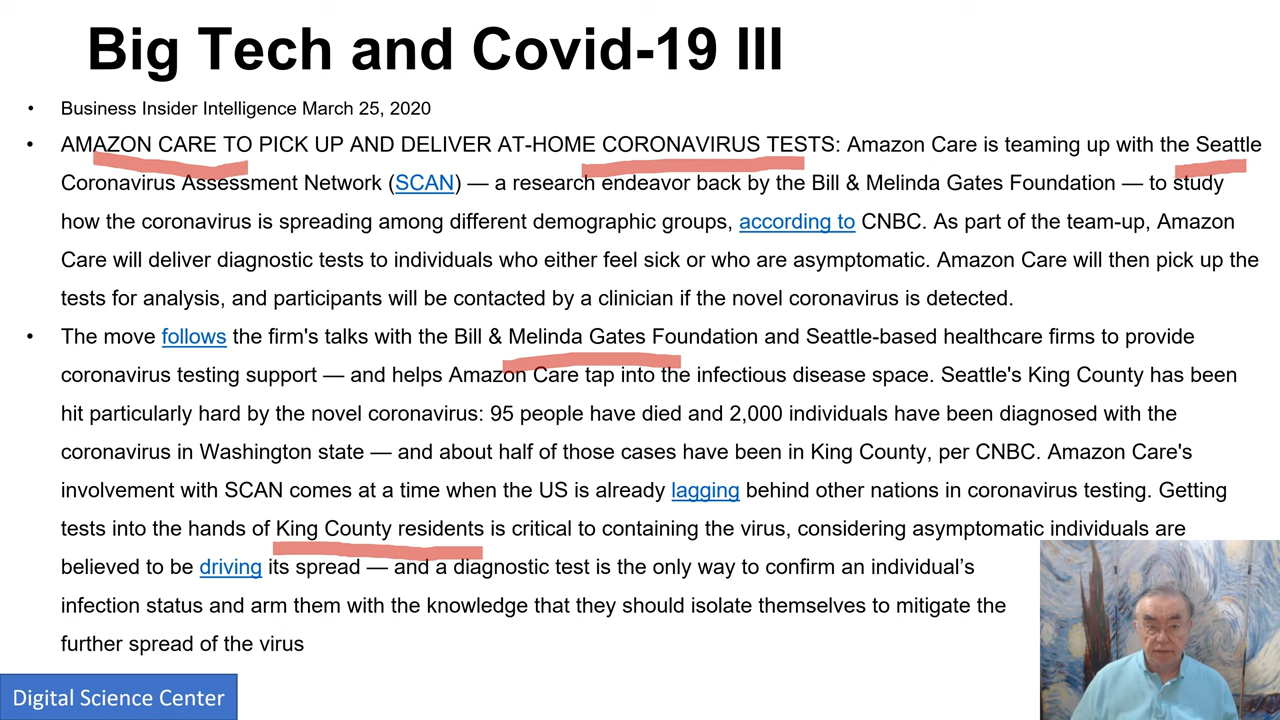 Big Tech and Covid-19 III
• Business Insider Intelligence March 25, 2020
• AMAZON CARE TO PICK UP AND DELIVER AT-HOME CORONAVIRUS TESTS: Amazon Care is teaming up with the Seattle
Coronavirus Assessment Network (SCAN) — a research endeavor back by the Bill & Melinda Gates Foundation — to study
how the coronavirus is spreading among different demographic groups, according to CNBC. As part of the team-up, Amazon
Care will deliver diagnostic tests to individuals who either feel sick or who are asymptomatic. Amazon Care will then pick up the
tests for analysis, and participants will be contacted by a clinician if the novel coronavirus is detected.
• The move follows the firm's talks with the Bill & Melinda Gates Foundation and Seattle-based healthcare firms to provide
coronavirus testing support — and helps Amazon Care tap into the infectious disease space. Seattle's King County has been
hit particularly hard by the novel coronavirus: 95 people have died and 2,000 individuals have been diagnosed with the
coronavirus in Washington state — and about half of those cases have been in King County, per CNBC. Amazon Care's
involvement with SCAN comes at a time when the US is already lagging behind other nations in coronavirus testing. Getting
tests into the hands of King County residents is critical to containing the virus, considering asymptomatic individuals are
believed to be driving its spread — and a diagnostic test is the only way to confirm an individual’s
infection status and arm them with the knowledge that they should isolate themselves to mitigate the
further spread of the virus
Digital Science Center